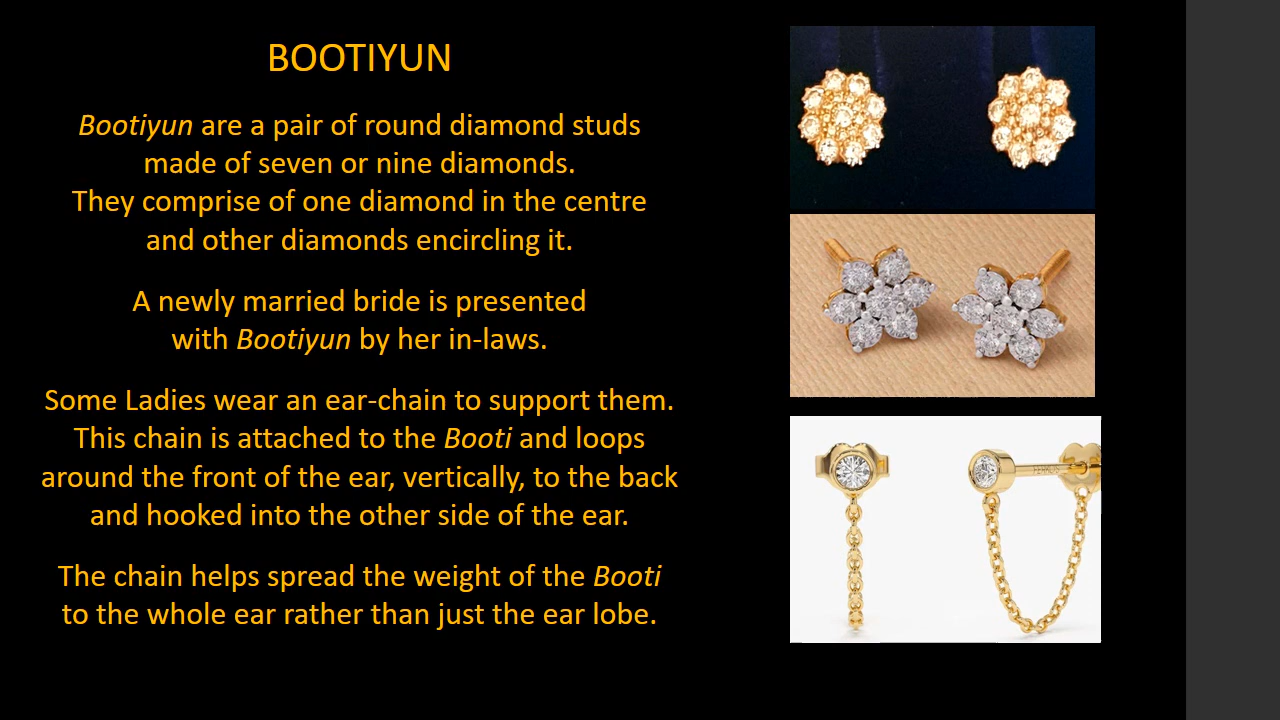 BOOTIYUN
Bootiyun are a pair of round diamond studs
made of seven or nine diamonds.
They comprise of one diamond in the centre
and other diamonds encircling it.
A newly married bride is presented
with Bootiyun by her in-laws.
Some Ladies wear an ear-chain to support them.
This chain is attached to the Booti and loops
around the front of the ear, vertically, to the back
and hooked into the other side of the ear.
The chain helps spread the weight of the Booti
to the whole ear rather than just the ear lobe.